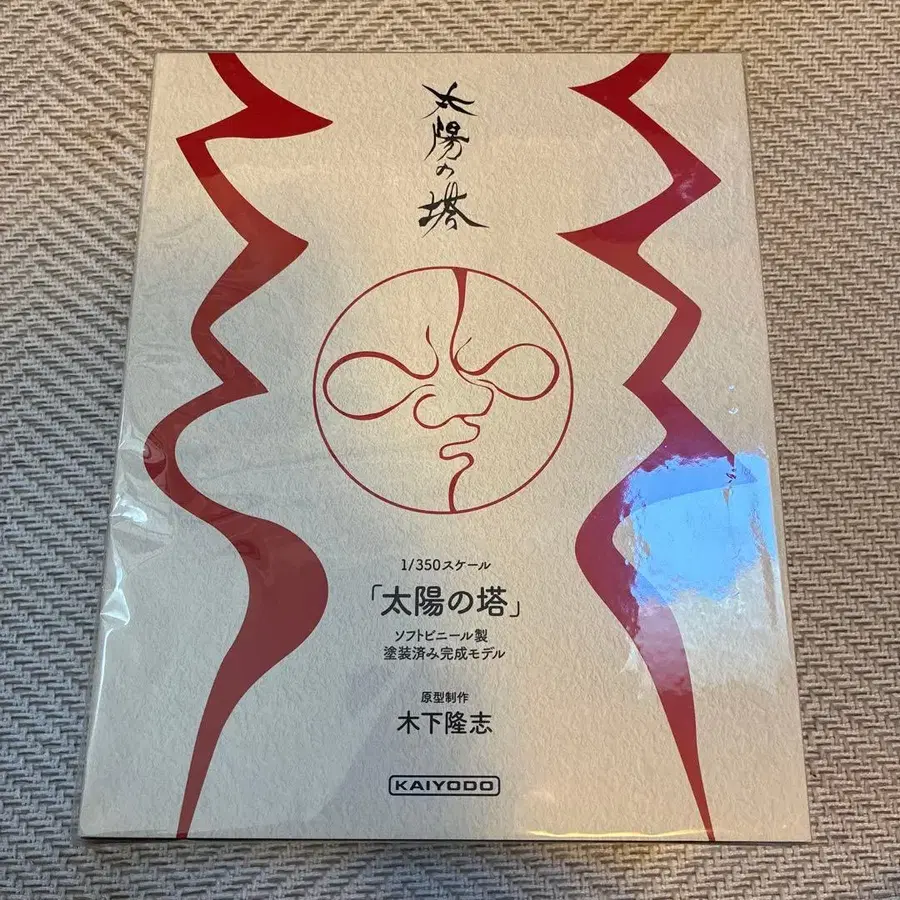 太陽の塔
1/350スケール
「太陽の塔」
ソフトビニール製
塗装済み完成モデル
原型制作
木下隆志
KAIYODO